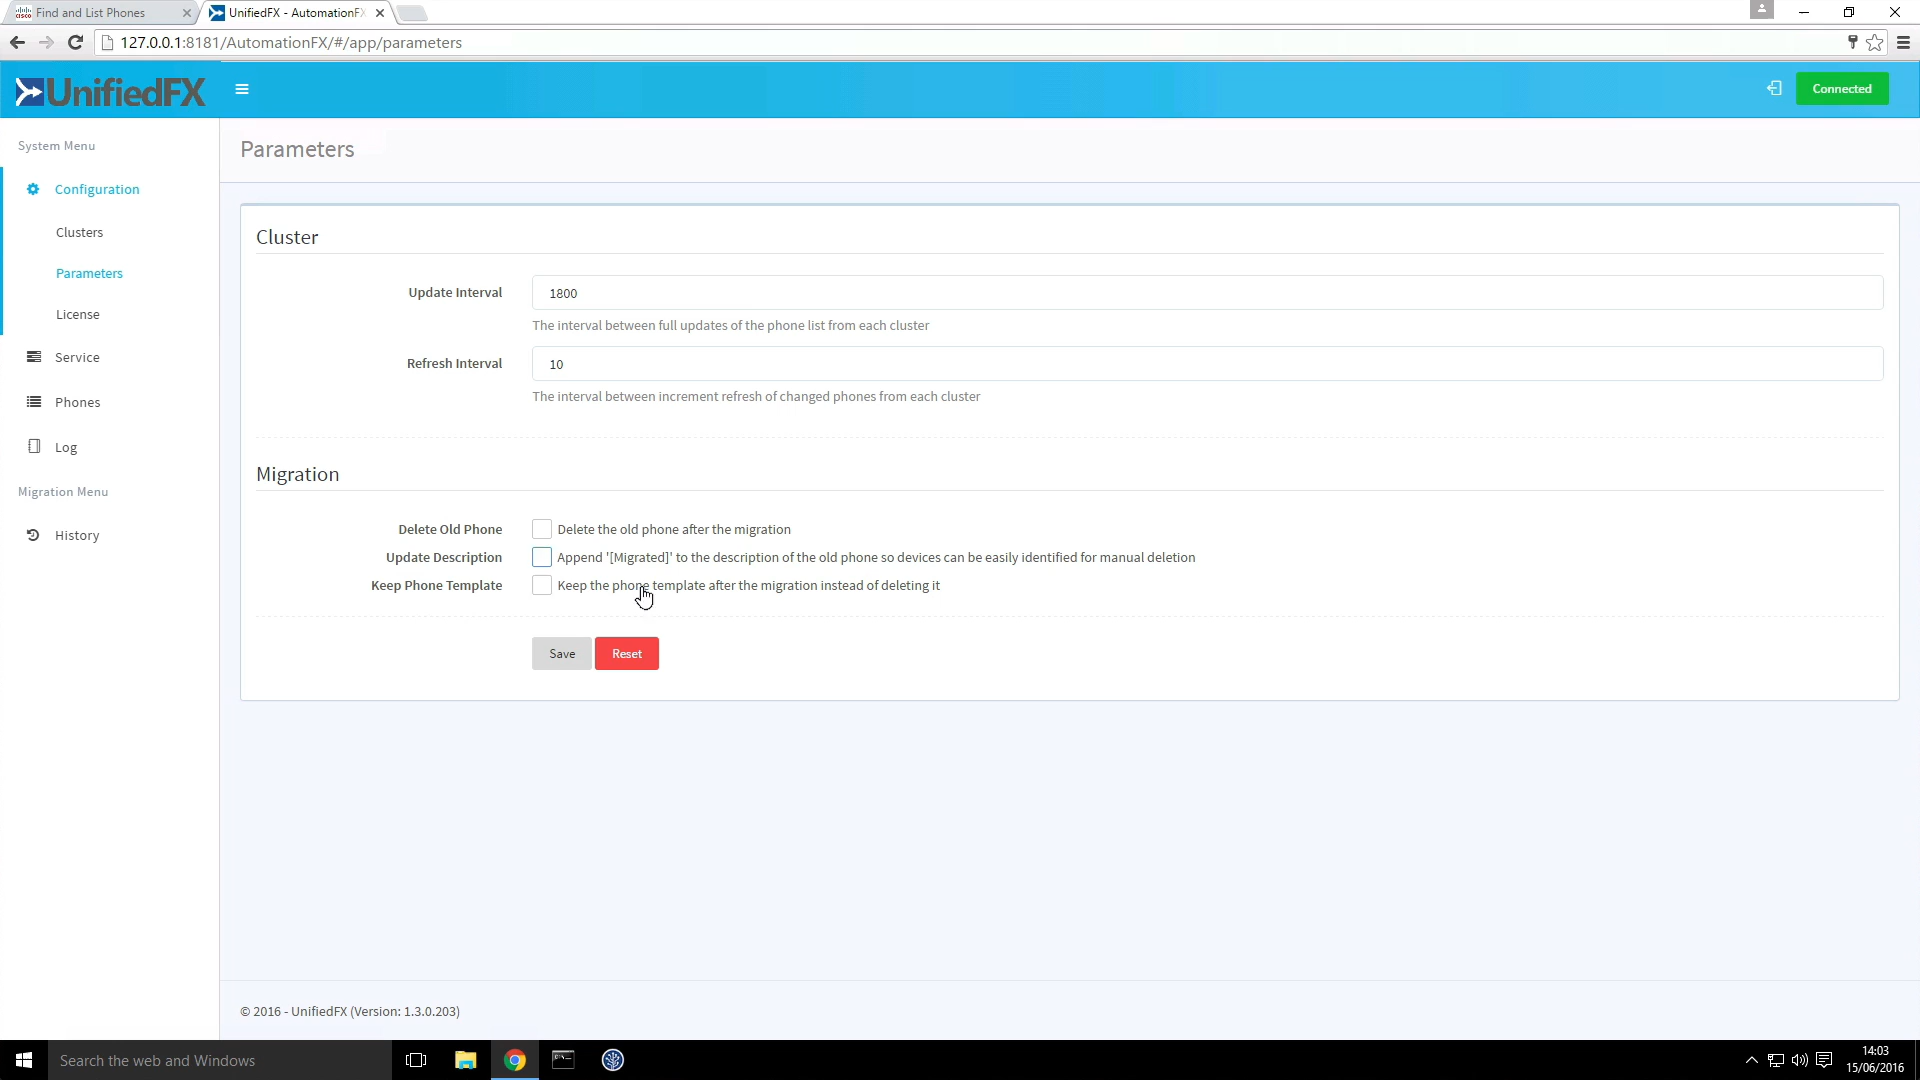 Find and List Phones
UnifiedFX - AutomationFX
127.0.0.1:8181/AutomationFX/#/app/parameters
UnifiedFX
Connected
System Menu
Configuration
Clusters
Parameters
License
Service
Phones
Log
Migration Menu
History
Parameters
Cluster
Update Interval
1800
The interval between full updates of the phone list from each cluster
Refresh Interval
10
The interval between increment refresh of changed phones from each cluster
Migration
Delete Old Phone
Delete the old phone after the migration
Update Description
Append '[Migrated]' to the description of the old phone so devices can be easily identified for manual deletion
Keep Phone Template
Keep the phone template after the migration instead of deleting it
Save
Reset
© 2016 - UnifiedFX (Version: 1.3.0.203)
Search the web and Windows
14:03
15/06/2016